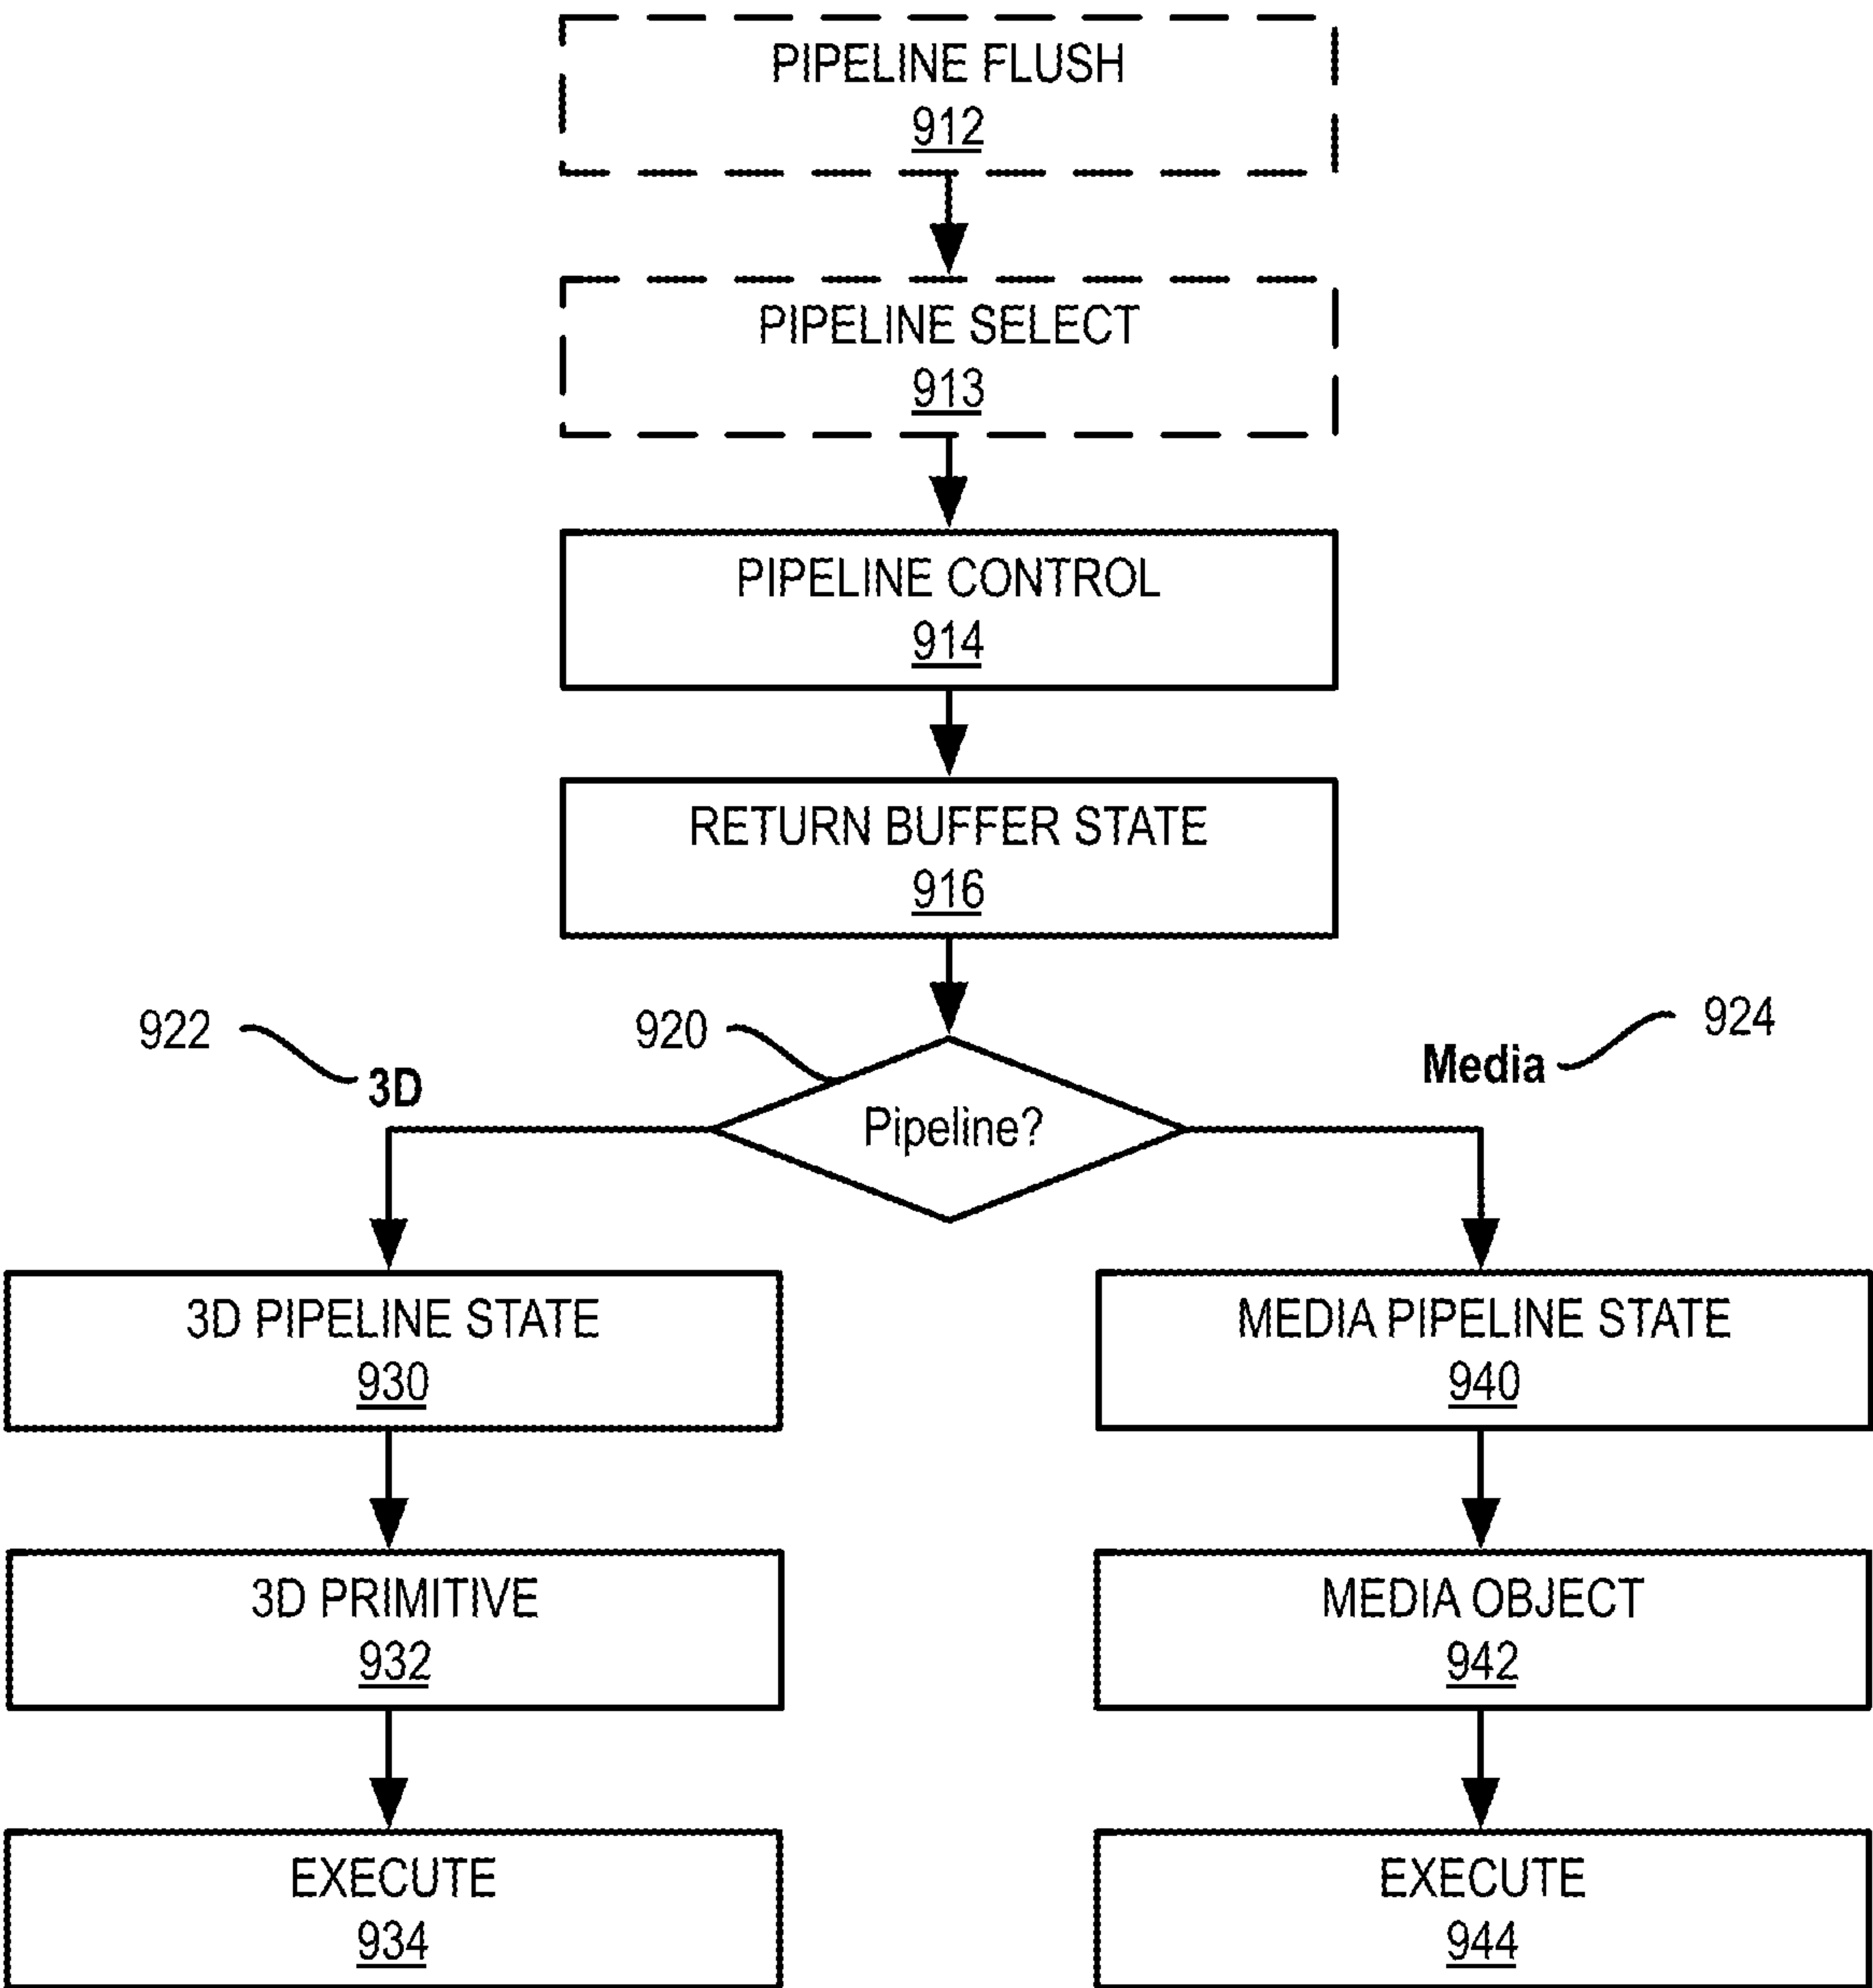 PIPELINE FLUSH
912
PIPELINE SELECT
913
PIPELINE CONTROL
914
RETURN BUFFER STATE
916
922
920
924
3D
Media
Pipeline?
3D PIPELINE STATE
930
MEDIA PIPELINE STATE
940
3D PRIMITIVE
932
MEDIA OBJECT
942
EXECUTE
934
EXECUTE
944